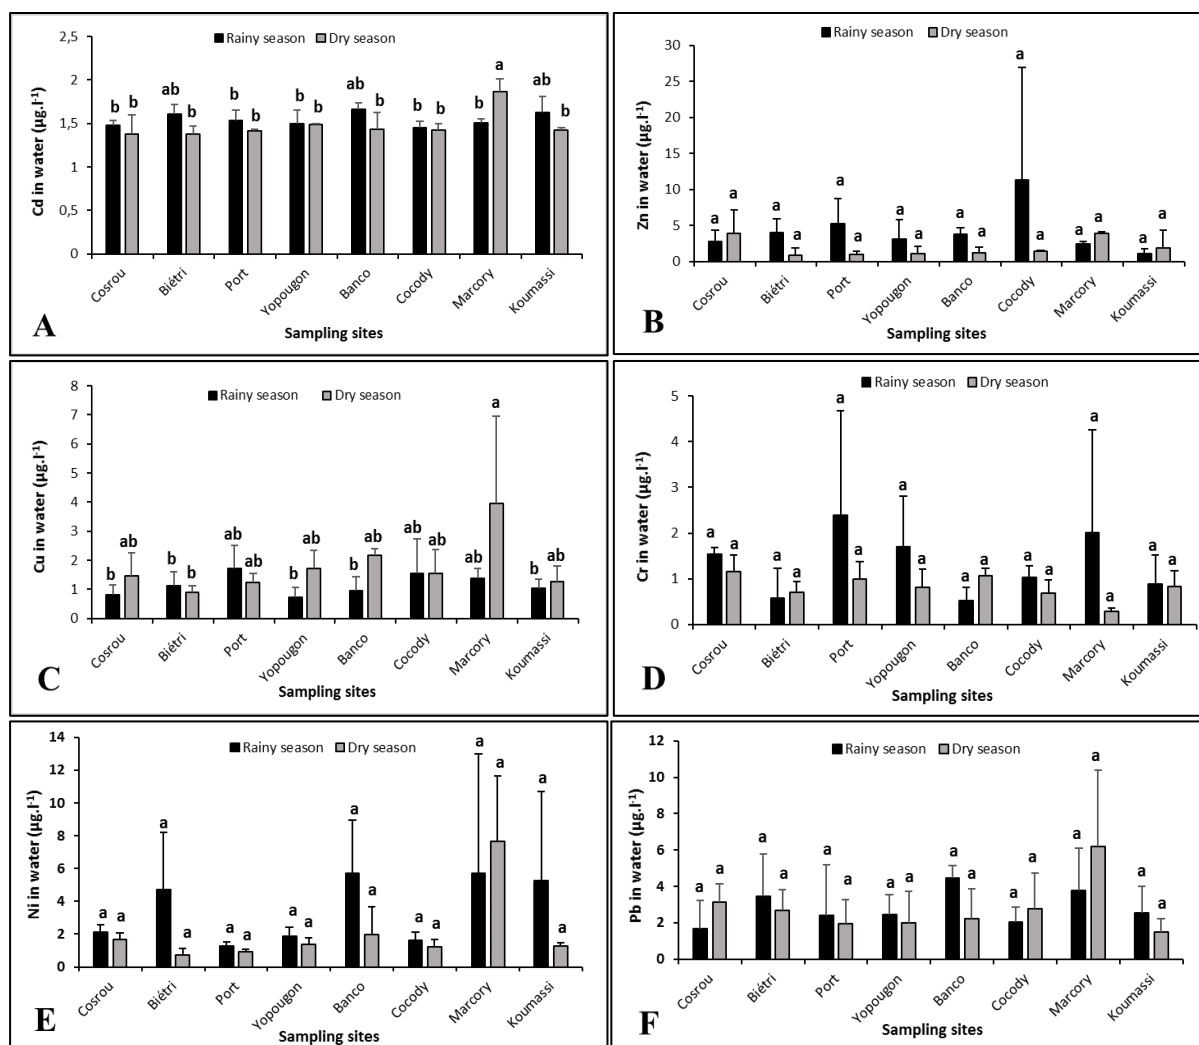 Rainy season Dry season
Cd in water (µg.l-1)
2,5
2
1,5
1
0,5
0
b b ab b b b b b ab b b b b a ab b
Cosrou Biétri Port Yopougon Banco Cocody Marcory Koumassi
Sampling sites
A
Rainy season Dry season
Zn in water (µg.l-1)
30
25
20
15
10
5
0
a a a a a a a a a a a a a a a a
Cosrou Biétri Port Yopougon Banco Cocody Marcory Koumassi
Sampling sites
B
Rainy season Dry season
Cu in water (µg.l-1)
8
7
6
5
4
3
2
1
0
b ab b b ab ab b ab b ab ab ab ab a b ab
Cosrou Biétri Port Yopougon Banco Cocody Marcory Koumassi
Sampling sites
C
Rainy season Dry season
Cr in water (µg.l-1)
5
4
3
2
1
0
a a a a a a a a a a a a a a a a
Cosrou Biétri Port Yopougon Banco Cocody Marcory Koumassi
Sampling sites
D
Rainy season Dry season
Ni in water (µg.l-1)
14
12
10
8
6
4
2
0
a a a a a a a a a a a a a a a a
Cosrou Biétri Port Yopougon Banco Cocody Marcory Koumassi
Sampling sites
E
Rainy season Dry season
Pb in water (µg.l-1)
12
10
8
6
4
2
0
a a a a a a a a a a a a a a a a
Cosrou Biétri Port Yopougon Banco Cocody Marcory Koumassi
Sampling sites
F